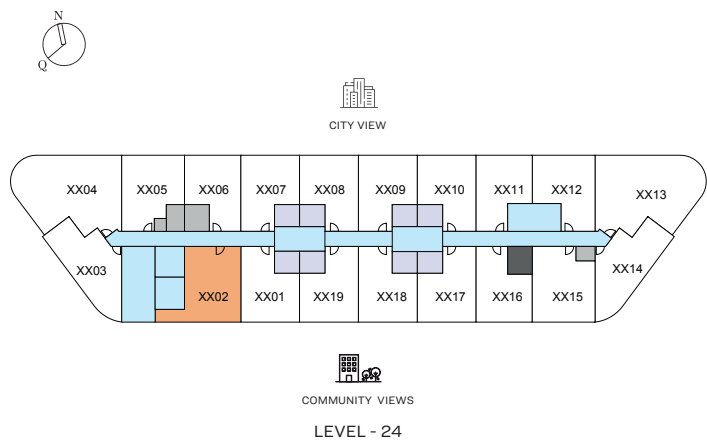 N
Q
CITY VIEW
XX04 XX05 XX06 XX07 XX08 XX09 XX10 XX11 XX12 XX13
XX03 XX02 XX01 XX19 XX18 XX17 XX16 XX15 XX14
COMMUNITY VIEWS
LEVEL - 24